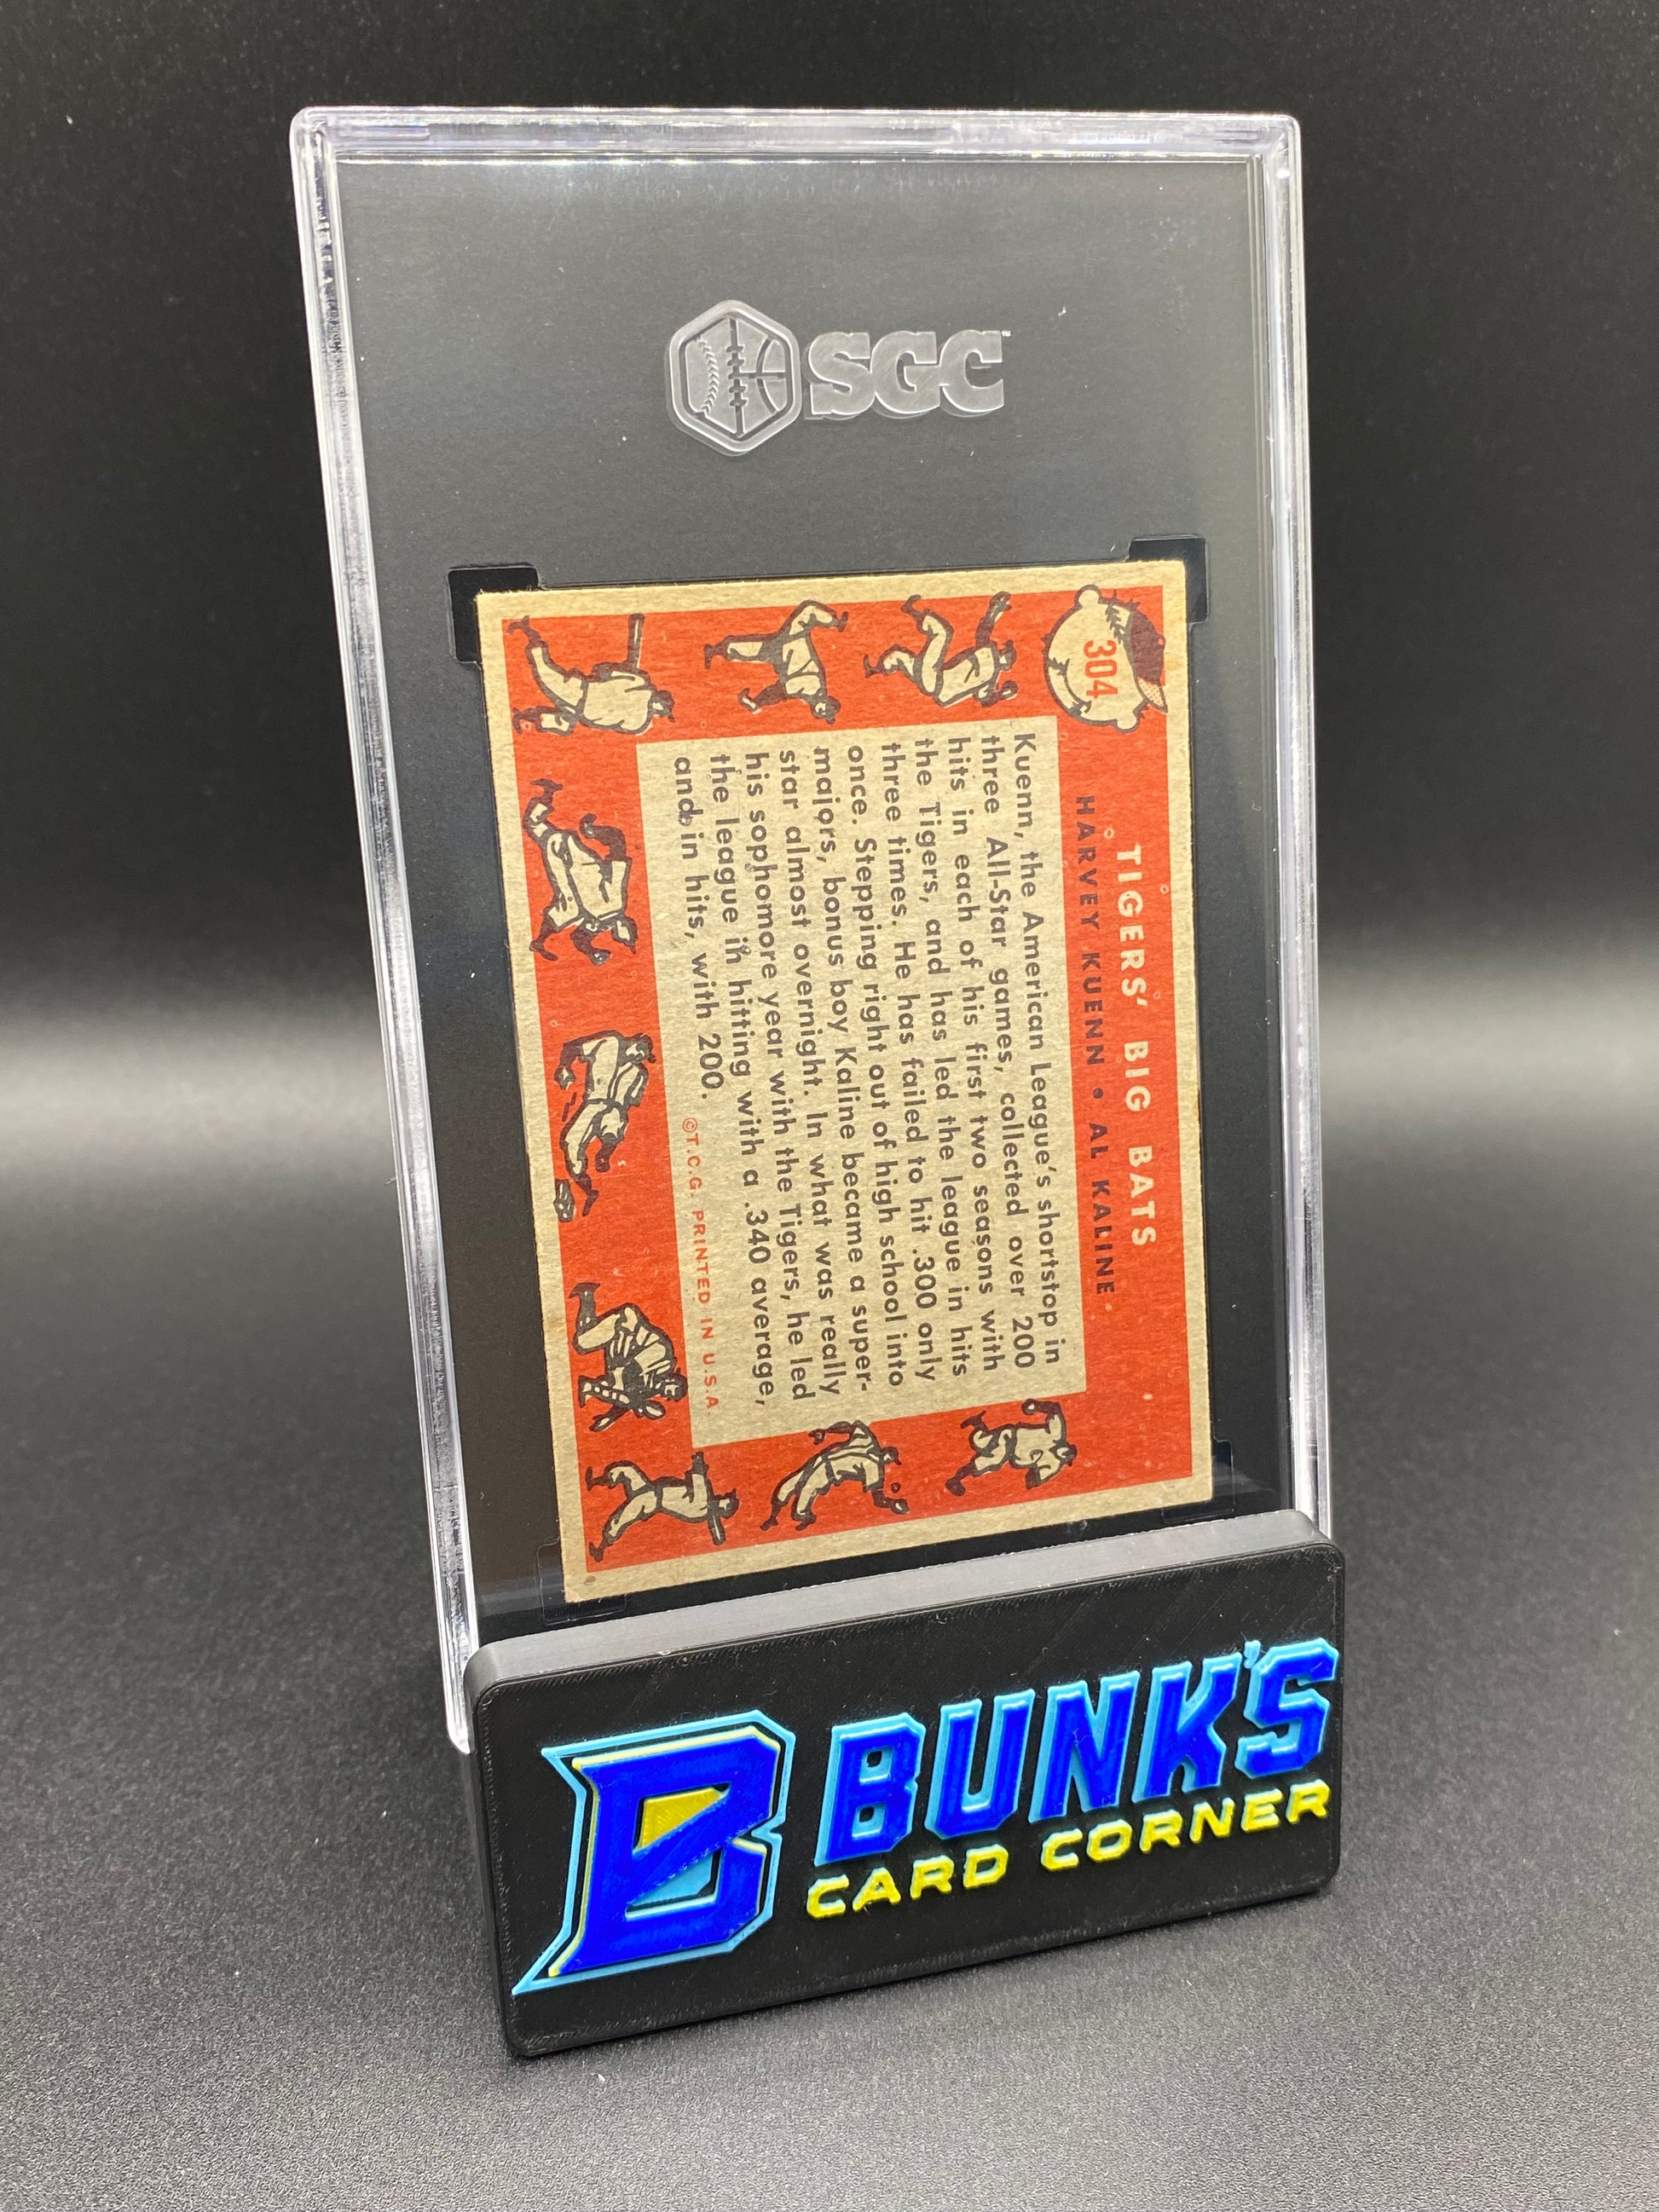 SGC™
304
TIGERS' BIG BATS
HARVEY KUENN • AL KALINE
Kuenn, the American League's shortstop in
three All-Star games, collected over 200
hits in each of his first two seasons with
the Tigers, and has led the league in hits
three times. He has failed to hit .300 only
once. Stepping right out of high school into
majors, bonus boy Kaline became a super-
star almost overnight. In what was really
his sophomore year with the Tigers, he led
the league in hitting with a .340 average,
and in hits, with 200.
©T.C.G. PRINTED IN U.S.A.
B
BUNK'S
CARD CORNER